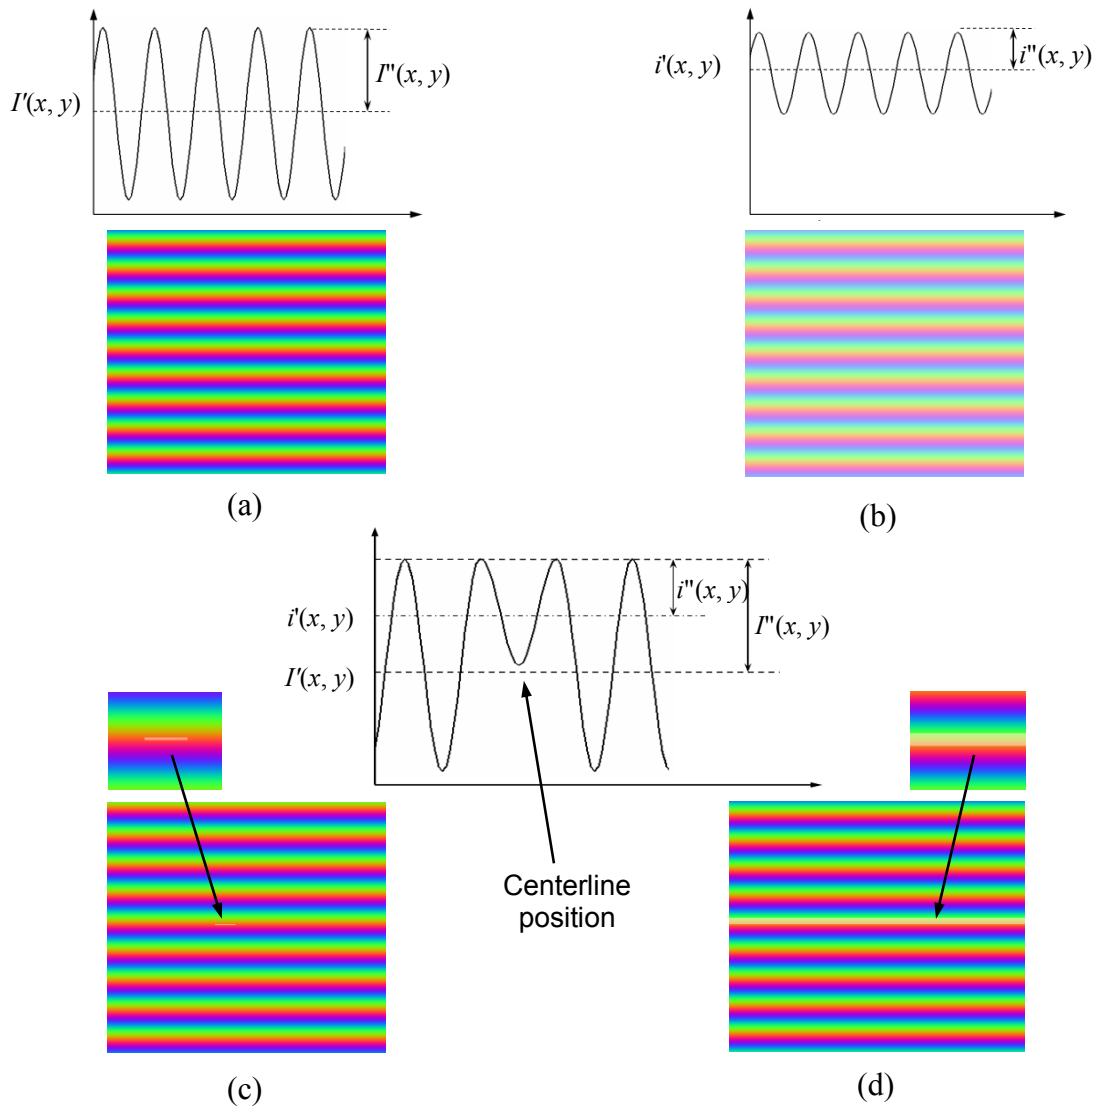 I"(x, y)
I'(x, y)
i'(x, y)
i"(x, y)
(a)
(b)
i'(x, y)
i"(x, y)
I"(x, y)
I'(x, y)
Centerline
position
(c)
(d)